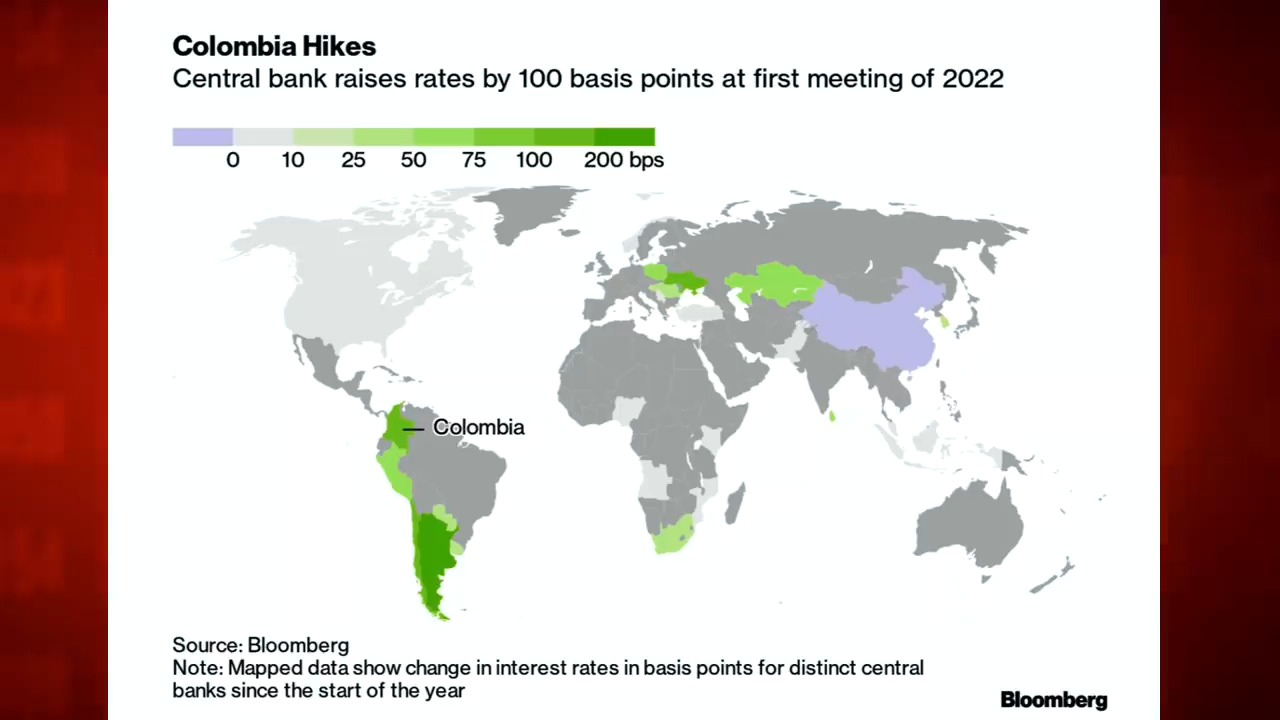 Colombia Hikes
Central bank raises rates by 100 basis points at first meeting of 2022
0 10 25 50 75 100 200 bps
Colombia
Source: Bloomberg
Note: Mapped data show change in interest rates in basis points for distinct central
banks since the start of the year
Bloomberg